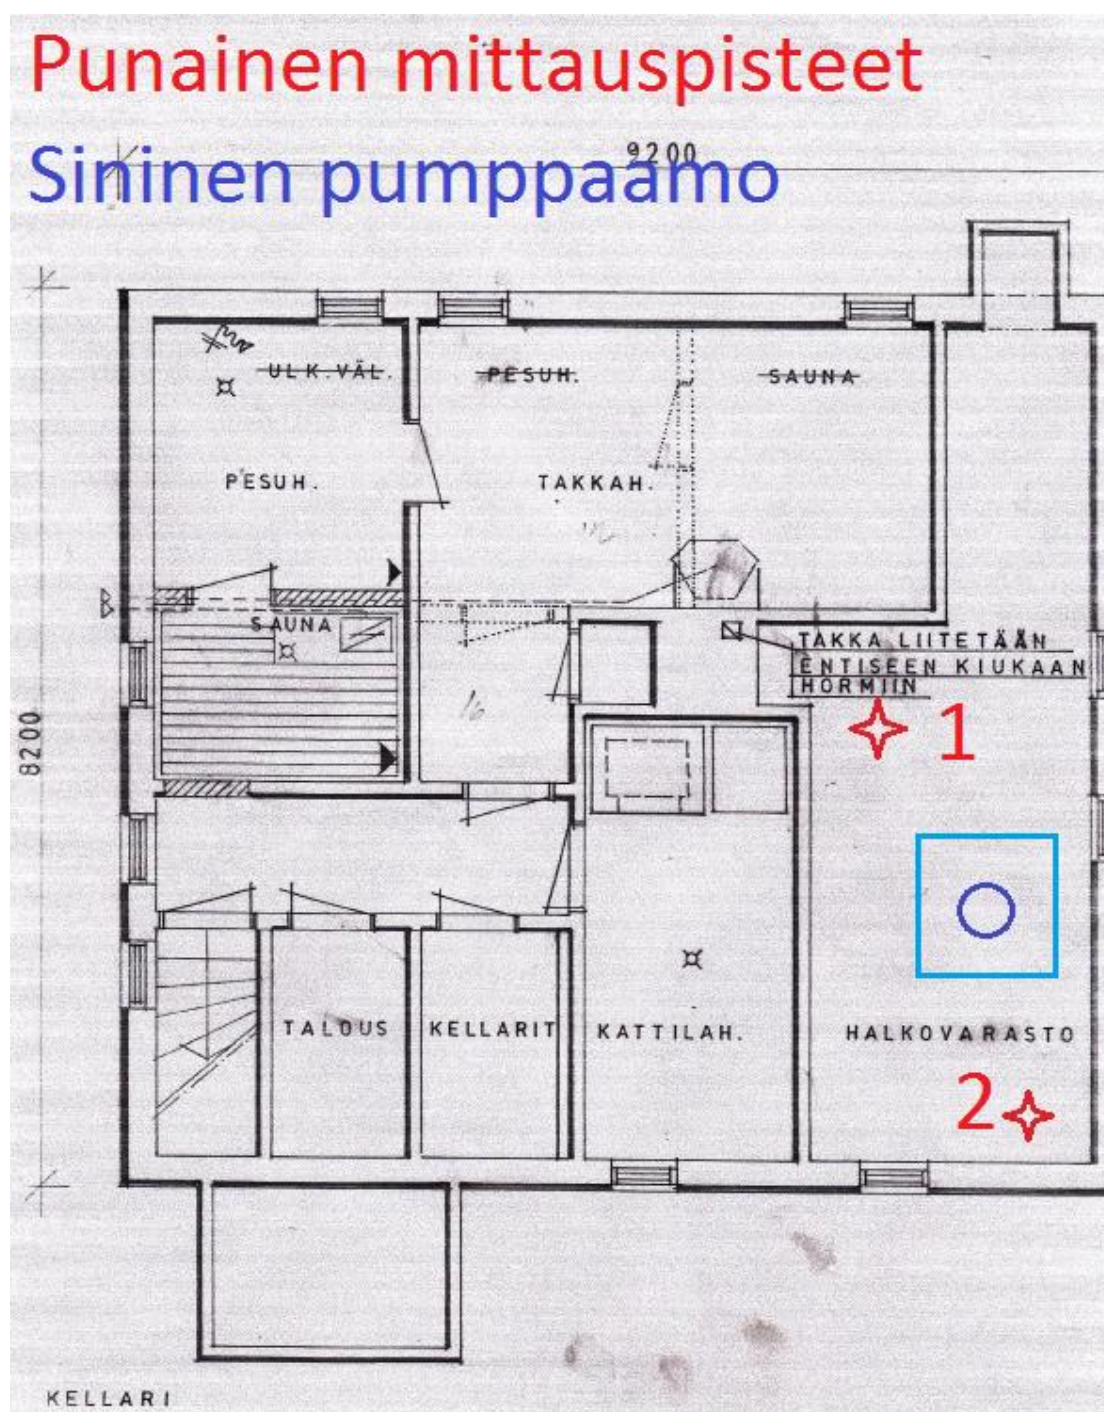 Punainen mittauspisteet
9200
Sininen pumppaamo
ULK.VÄL.
PESUH.
SAUNA
PESUH.
TAKKAH.
SAUNA
TAKKA LIITETÄÄN
ENTISEEN KIUKAAN
HORMIIN
16
1
8200
TALOUS
KELLARIT
KATTILAH.
HALKOVARASTO
2
KELLARI